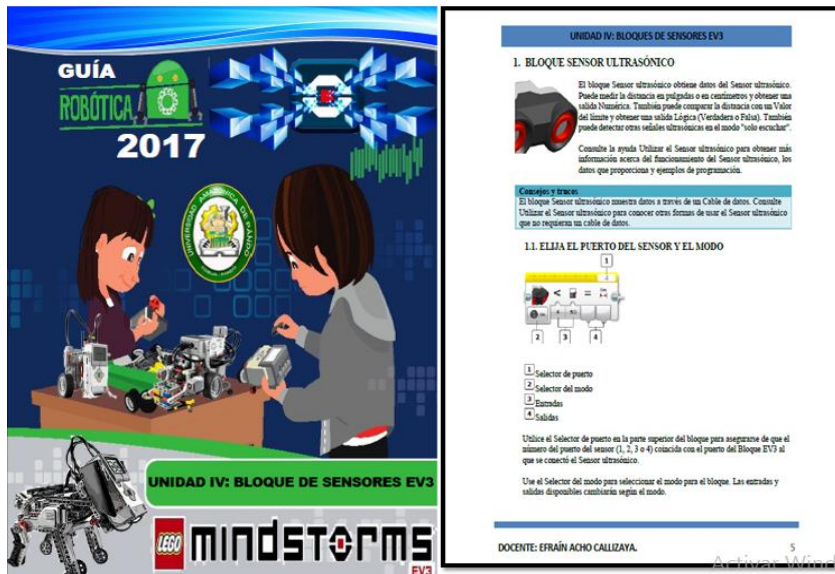 GUÍA
ROBÓTICA
2017
UNIVERSIDAD AMAZÓNICA DE PANDO
UNIDAD IV: BLOQUE DE SENSORES EV3
LEGO mindstorms
EV3
UNIDAD IV: BLOQUES DE SENSORES EV3
1. BLOQUE SENSOR ULTRASÓNICO
El bloque Sensor ultrasónico obtiene datos del Sensor ultrasónico.
Puede medir la distancia en pulgadas o en centímetros y obtener una
salida Numérica. También puede comparar la distancia con un Valor
del límite y obtener una salida Lógica (Verdadera o Falsa). También
puede detectar otras señales ultrasónicas en el modo "solo escuchar".
Consulte la ayuda Utilizar el Sensor ultrasónico para obtener más
información acerca del funcionamiento del Sensor ultrasónico, los
datos que proporciona y ejemplos de programación.
Consejos y trucos
El bloque Sensor ultrasónico muestra datos a través de un Cable de datos. Consulte
Utilizar el Sensor ultrasónico para conocer otras formas de usar el Sensor ultrasónico
que no requieran un cable de datos.
1.1. ELIJA EL PUERTO DEL SENSOR Y EL MODO
1
2 3 4
1 Selector de puerto
2 Selector del modo
3 Entradas
4 Salidas
Utilice el Selector de puerto en la parte superior del bloque para asegurarse de que el
número del puerto del sensor (1, 2, 3 o 4) coincida con el puerto del Bloque EV3 al
que se conectó el Sensor ultrasónico.
Use el Selector del modo para seleccionar el modo para el bloque. Las entradas y
salidas disponibles cambiarán según el modo.
DOCENTE: EFRAÍN ACHO CALLIZAYA. 5
Activar Wind